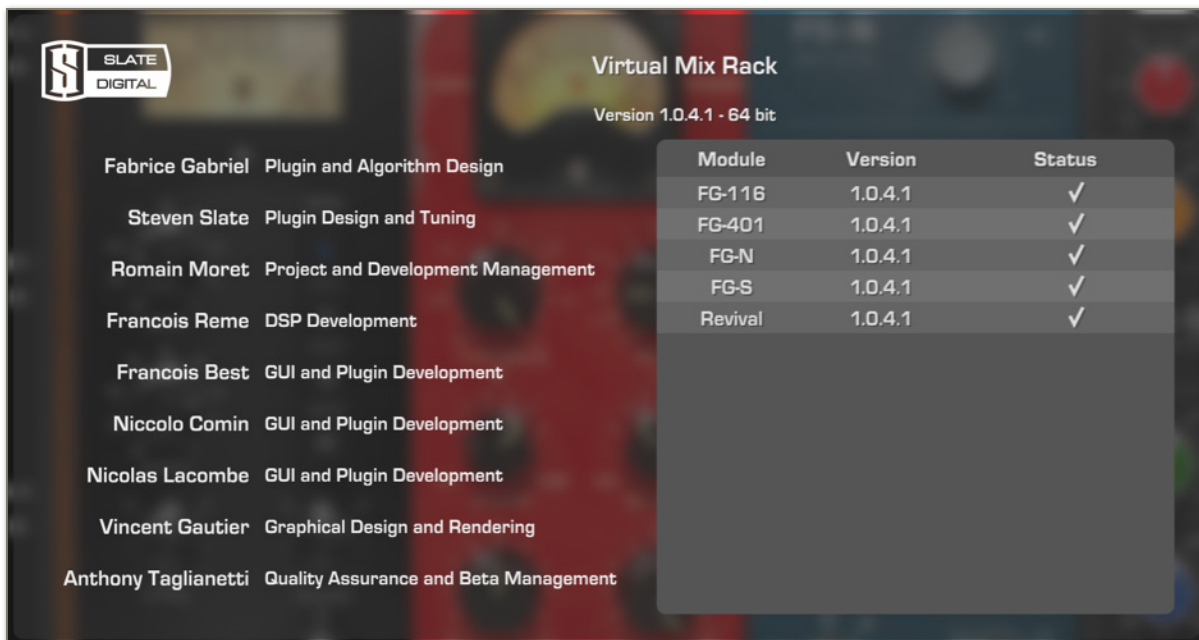 SLATE
DIGITAL
Virtual Mix Rack
Version 1.0.4.1 - 64 bit
Fabrice Gabriel Plugin and Algorithm Design
Steven Slate Plugin Design and Tuning
Romain Moret Project and Development Management
Francois Reme DSP Development
Francois Best GUI and Plugin Development
Niccolo Comin GUI and Plugin Development
Nicolas Lacombe GUI and Plugin Development
Vincent Gautier Graphical Design and Rendering
Anthony Taglianetti Quality Assurance and Beta Management
Module Version Status
FG-116 1.0.4.1 ✓
FG-401 1.0.4.1 ✓
FG-N 1.0.4.1 ✓
FG-S 1.0.4.1 ✓
Revival 1.0.4.1 ✓